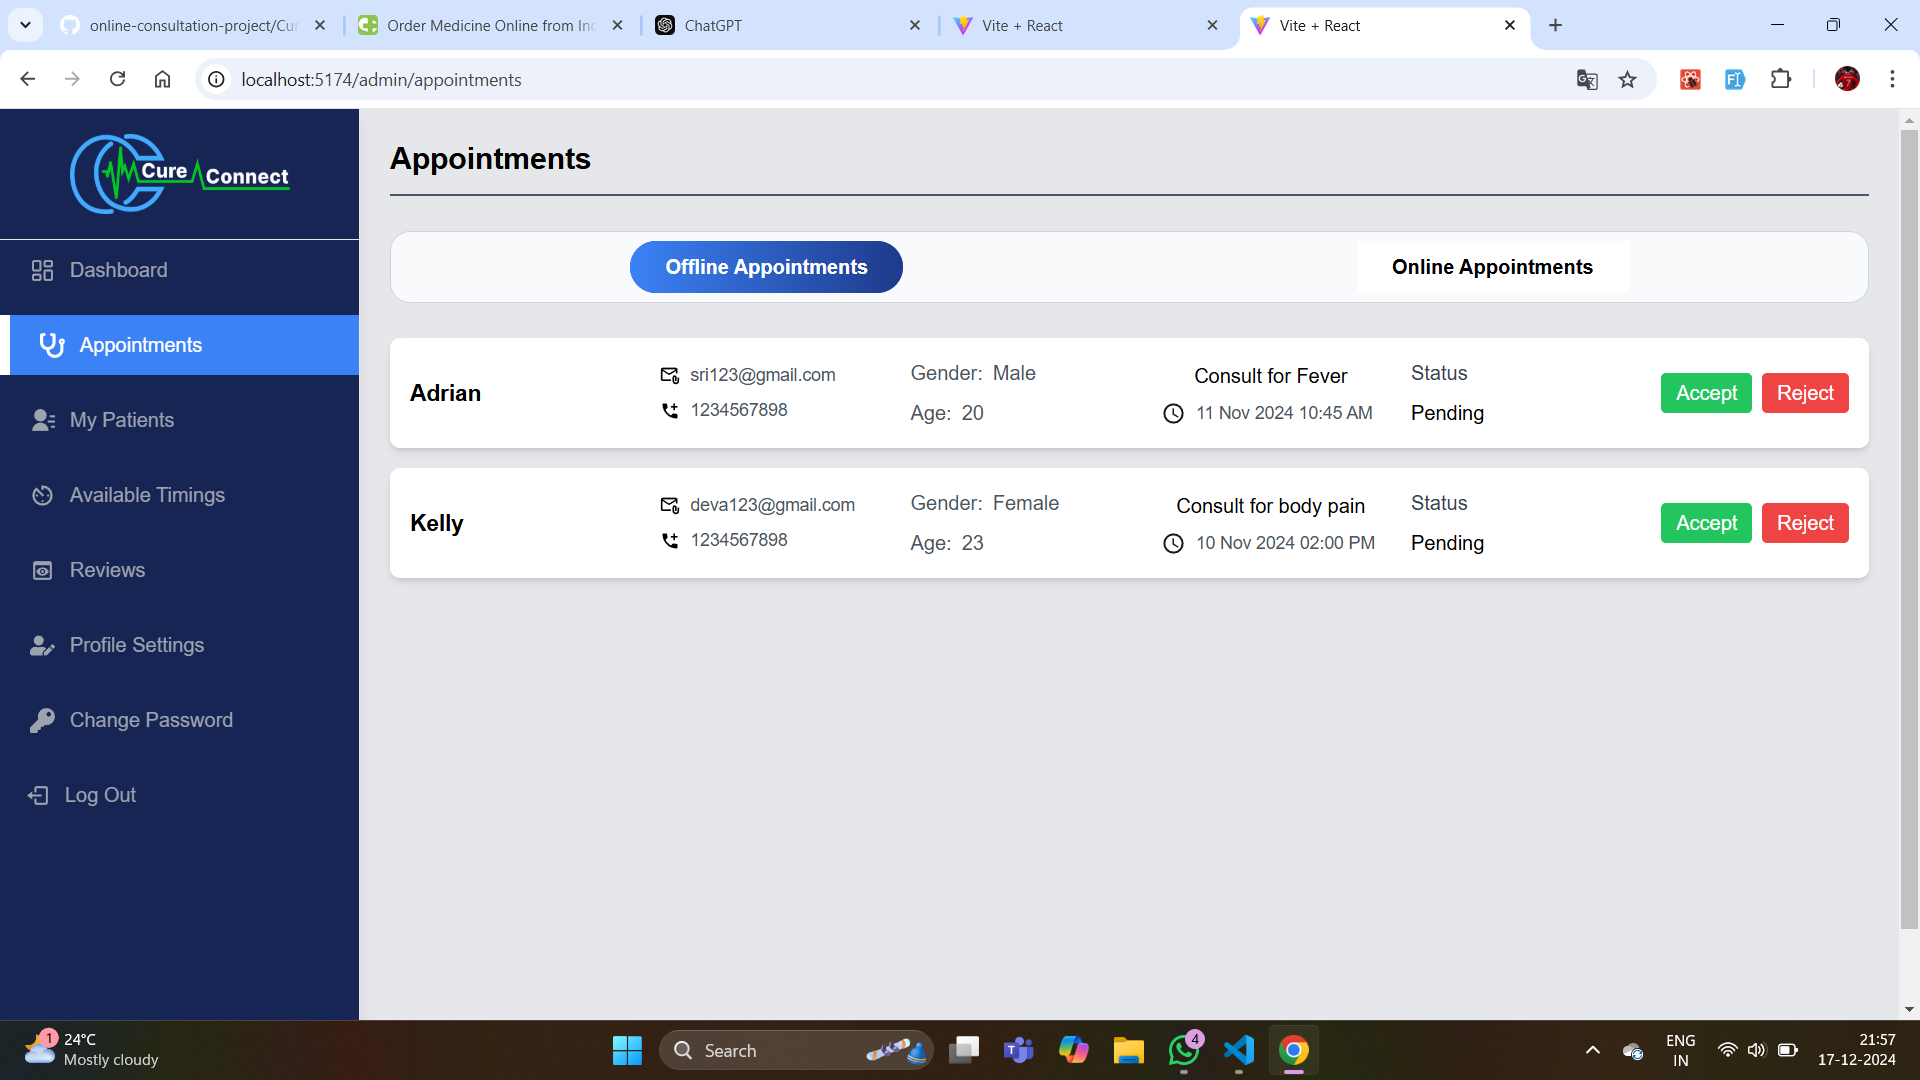 online-consultation-project/Cur
Order Medicine Online from Inc
ChatGPT
Vite + React
Vite + React
localhost:5174/admin/appointments
Cure Connect
Dashboard
Appointments
My Patients
Available Timings
Reviews
Profile Settings
Change Password
Log Out
Appointments
Offline Appointments
Online Appointments
Adrian
sri123@gmail.com
1234567898
Gender: Male
Age: 20
Consult for Fever
11 Nov 2024 10:45 AM
Status
Pending
Accept
Reject
Kelly
deva123@gmail.com
1234567898
Gender: Female
Age: 23
Consult for body pain
10 Nov 2024 02:00 PM
Status
Pending
Accept
Reject
1
24°C
Mostly cloudy
Search
4
ENG
IN
21:57
17-12-2024